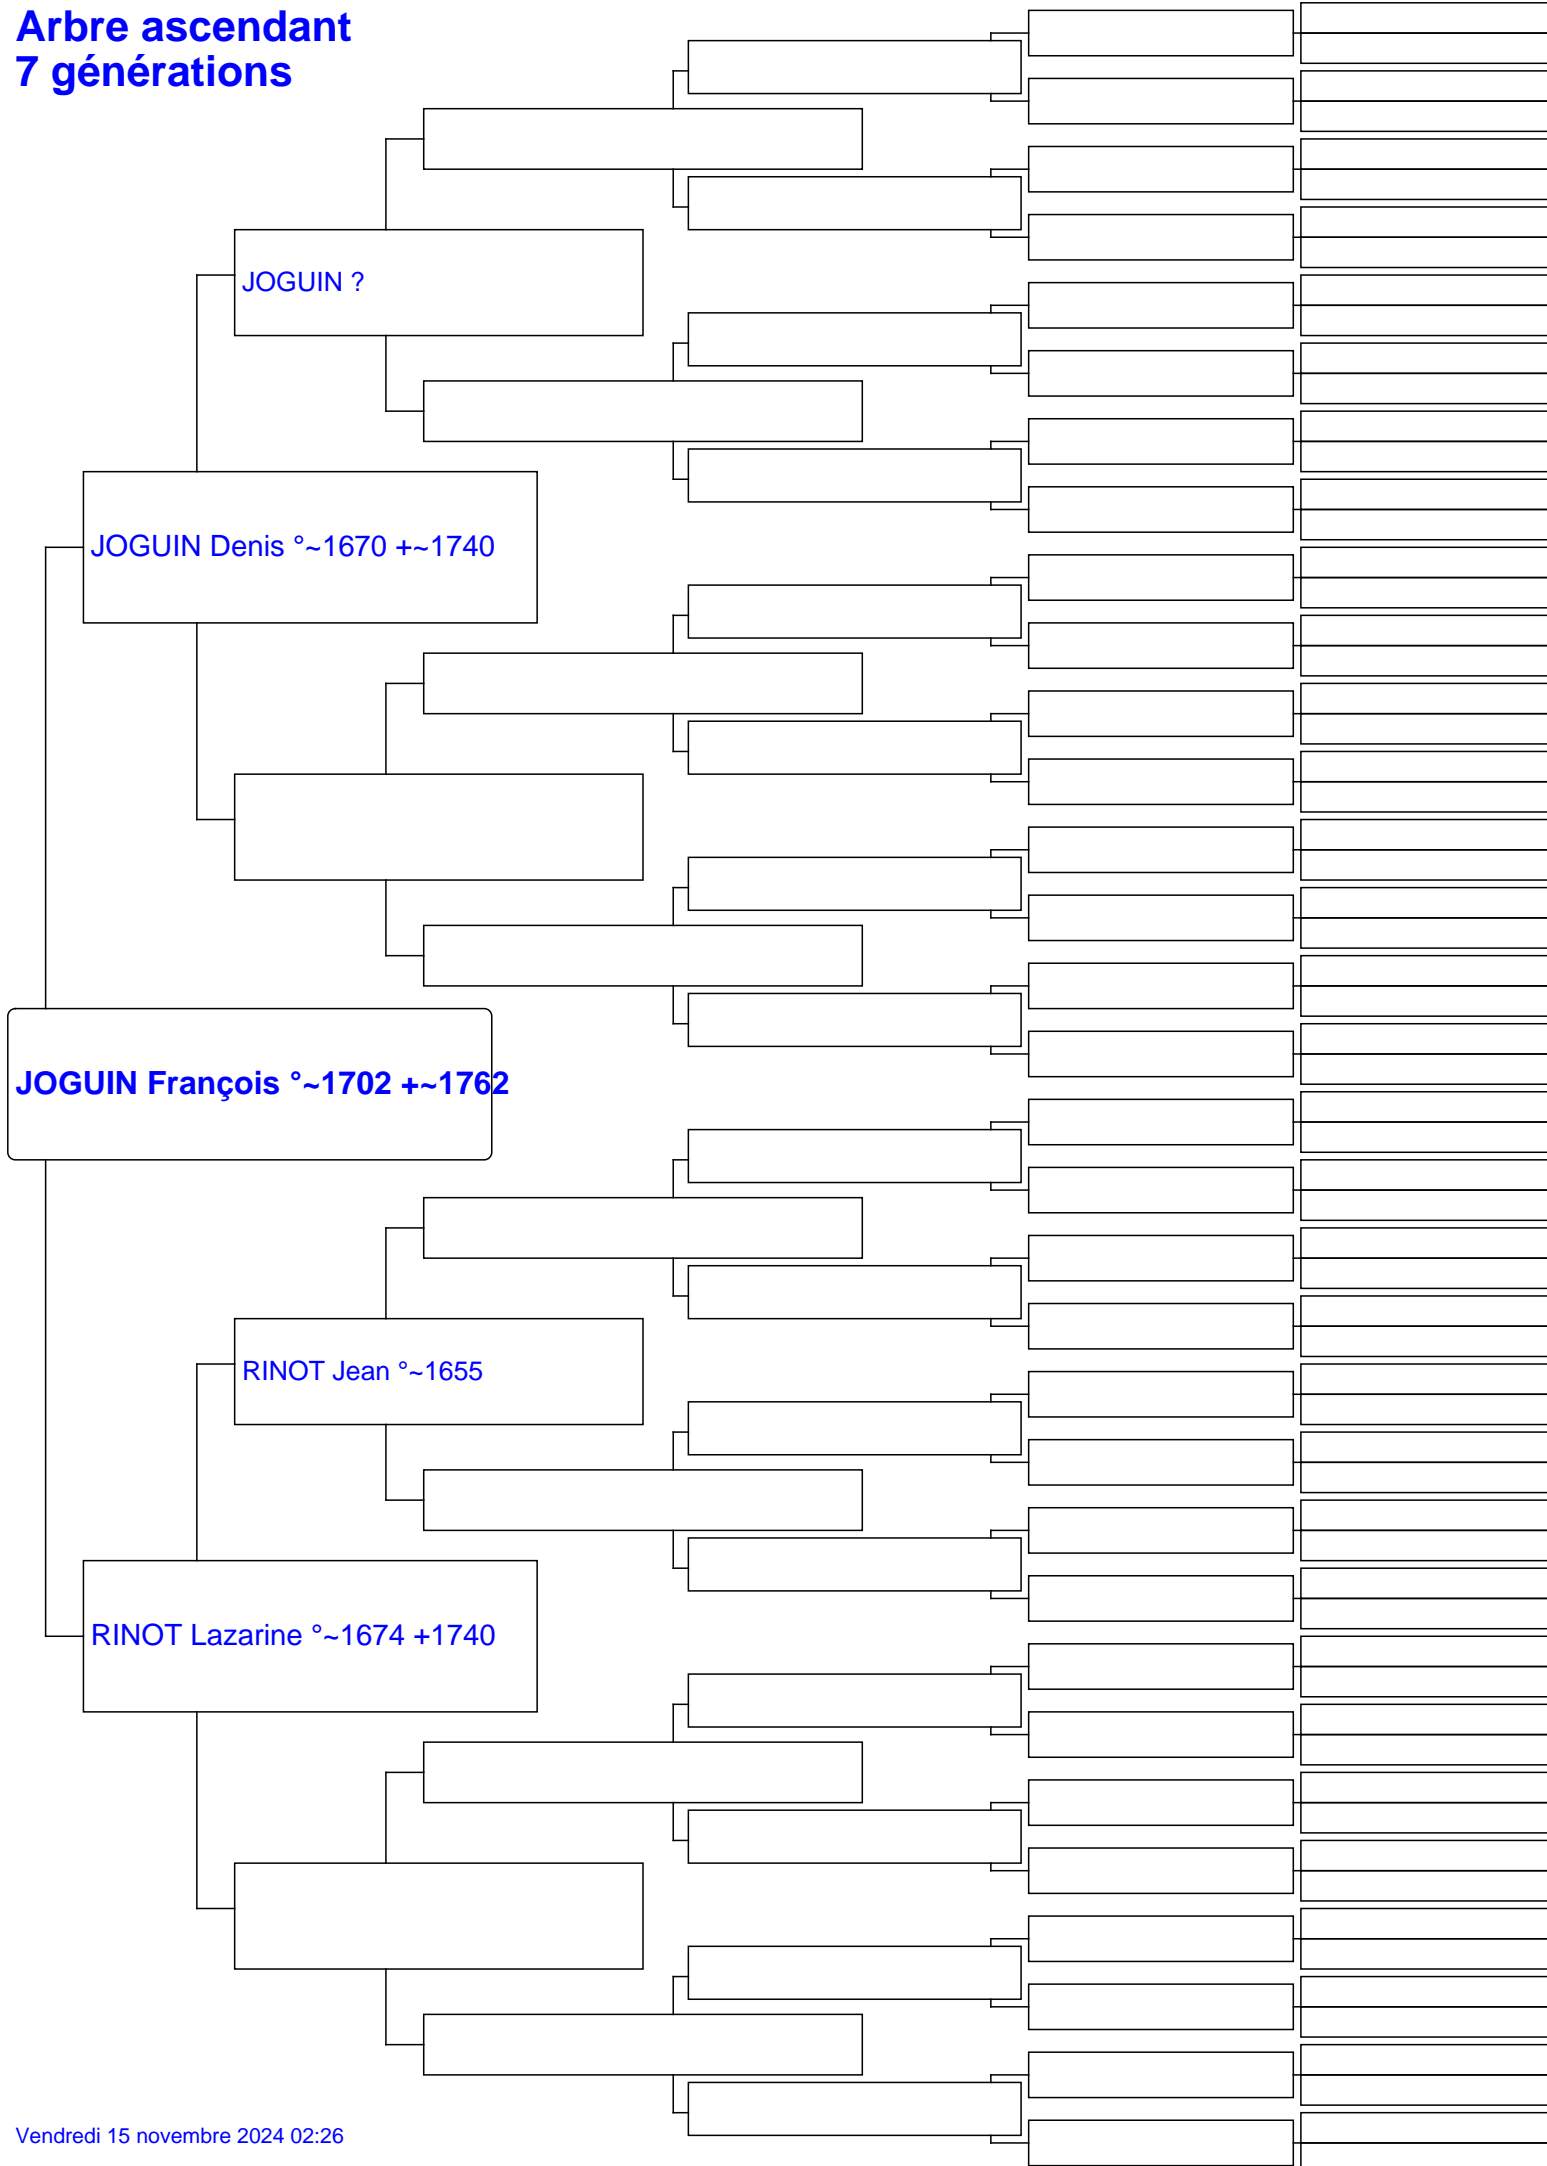 Arbre ascendant
7 générations
JOGUIN ?
JOGUIN Denis °~1670 +~1740
JOGUIN François °~1702 +~1762
RINOT Jean °~1655
RINOT Lazarine °~1674 +1740
Vendredi 15 novembre 2024 02:26